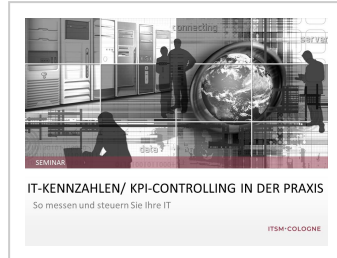 connecting
server
data
SEMINAR
IT-KENNZAHLEN/ KPI-CONTROLLING IN DER PRAXIS
So messen und steuern Sie Ihre IT
ITSM•COLOGNE